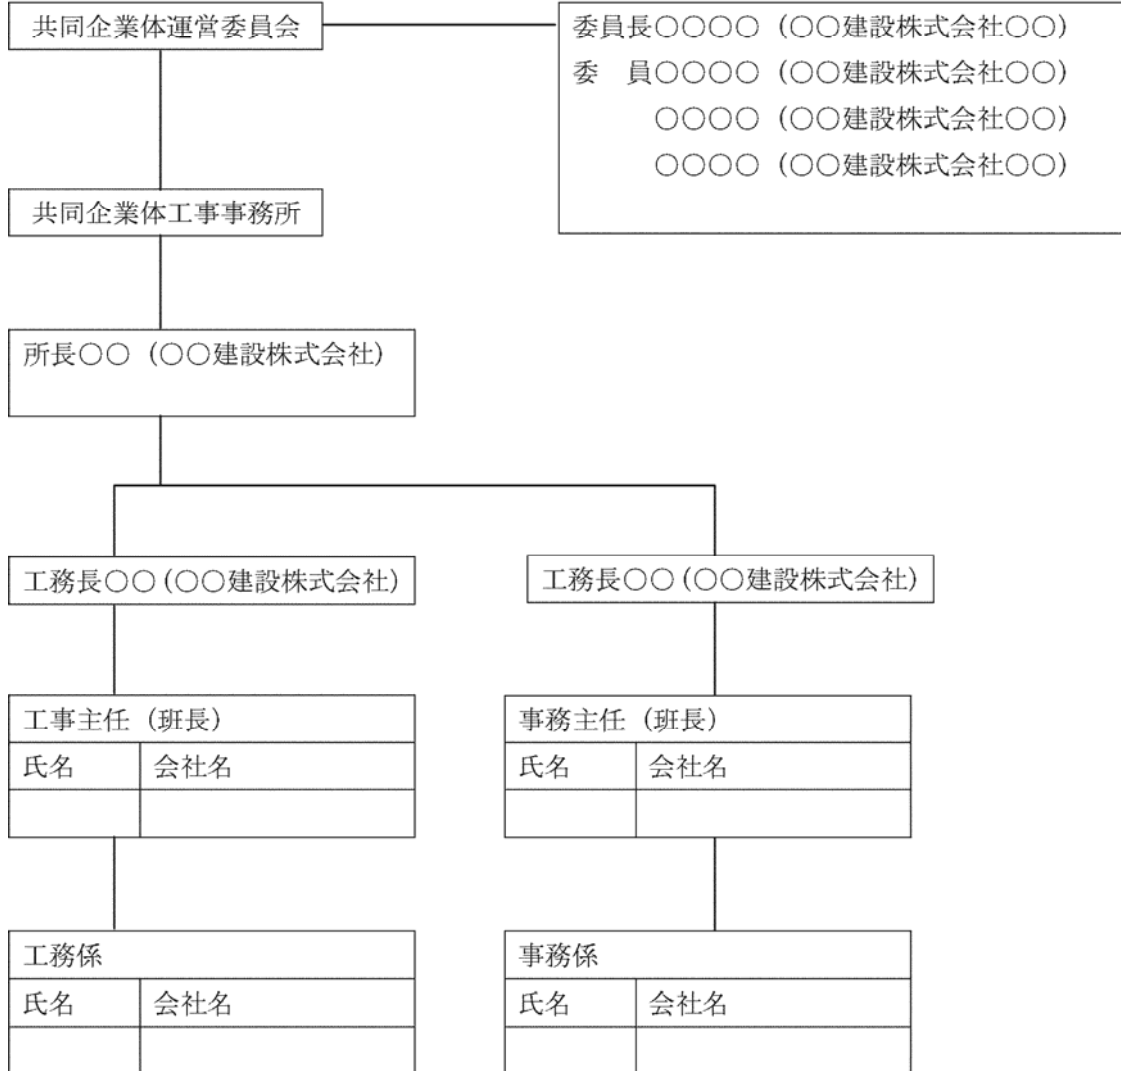 共同企業体運営委員会
委員長○○○○（○○建設株式会社○○）
委　員○○○○（○○建設株式会社○○）
○○○○（○○建設株式会社○○）
○○○○（○○建設株式会社○○）
共同企業体工事事務所
所長○○（○○建設株式会社）
工務長○○(○○建設株式会社)
工務長○○(○○建設株式会社)
工事主任（班長）
氏名　会社名
事務主任（班長）
氏名　会社名
工務係
氏名　会社名
事務係
氏名　会社名